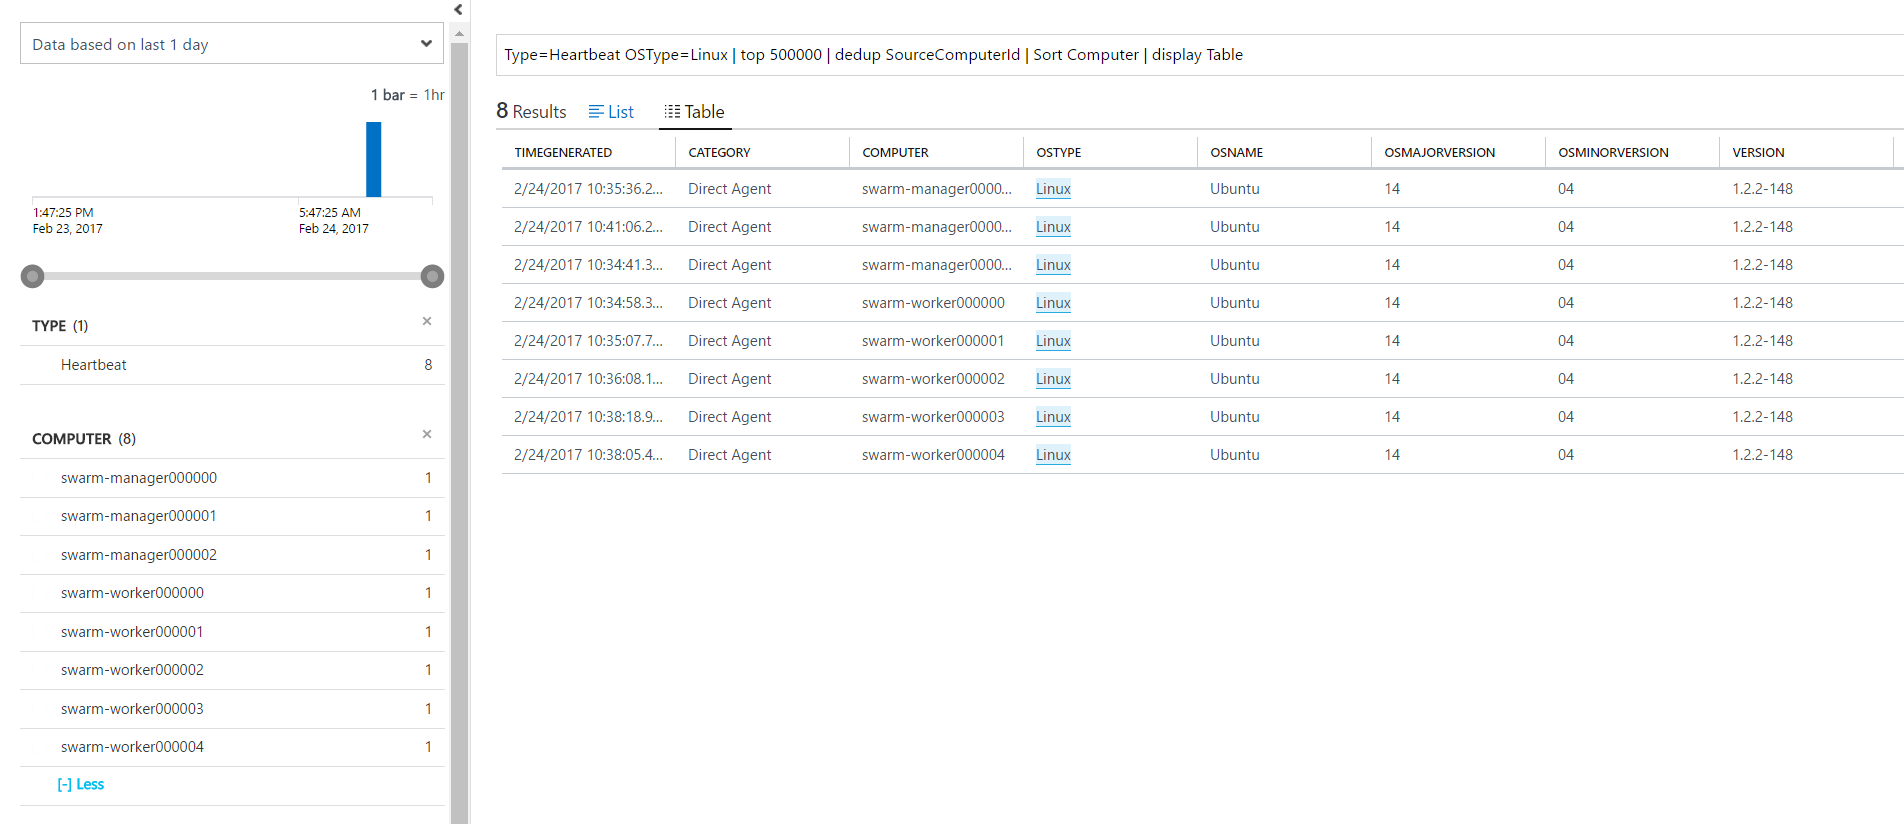 Data based on last 1 day
1 bar = 1hr
1:47:25 PM
Feb 23, 2017
5:47:25 AM
Feb 24, 2017
TYPE (1)
Heartbeat 8
COMPUTER (8)
swarm-manager000000 1
swarm-manager000001 1
swarm-manager000002 1
swarm-worker000000 1
swarm-worker000001 1
swarm-worker000002 1
swarm-worker000003 1
swarm-worker000004 1
[-] Less
Type=Heartbeat OSType=Linux | top 500000 | dedup SourceComputerId | Sort Computer | display Table
8 Results List Table
TIMEGENERATED CATEGORY COMPUTER OSTYPE OSNAME OSMAJORVERSION OSMINORVERSION VERSION
2/24/2017 10:35:36.2... Direct Agent swarm-manager0000... Linux Ubuntu 14 04 1.2.2-148
2/24/2017 10:41:06.2... Direct Agent swarm-manager0000... Linux Ubuntu 14 04 1.2.2-148
2/24/2017 10:34:41.3... Direct Agent swarm-manager0000... Linux Ubuntu 14 04 1.2.2-148
2/24/2017 10:34:58.3... Direct Agent swarm-worker000000 Linux Ubuntu 14 04 1.2.2-148
2/24/2017 10:35:07.7... Direct Agent swarm-worker000001 Linux Ubuntu 14 04 1.2.2-148
2/24/2017 10:36:08.1... Direct Agent swarm-worker000002 Linux Ubuntu 14 04 1.2.2-148
2/24/2017 10:38:18.9... Direct Agent swarm-worker000003 Linux Ubuntu 14 04 1.2.2-148
2/24/2017 10:38:05.4... Direct Agent swarm-worker000004 Linux Ubuntu 14 04 1.2.2-148